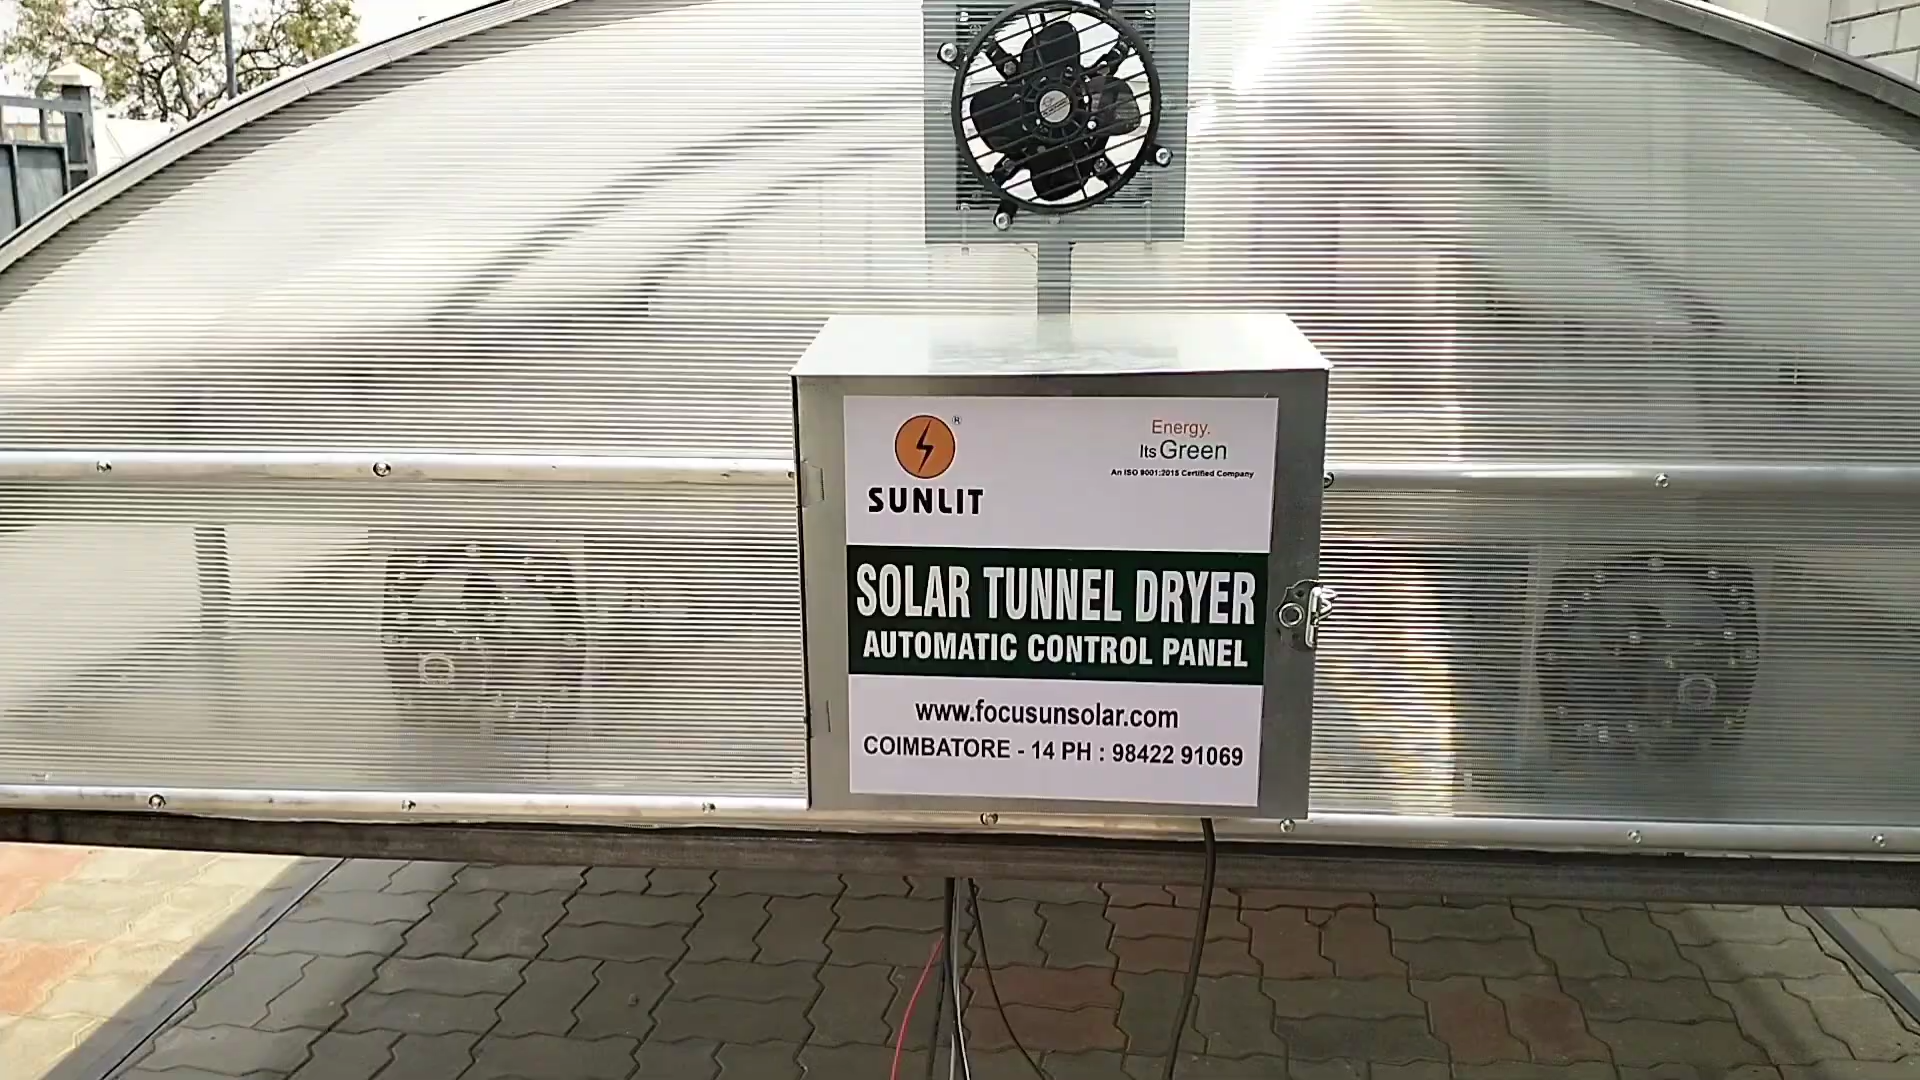 SUNLIT ®
Energy.
Its Green
An ISO 9001:2015 Certified Company
SOLAR TUNNEL DRYER
AUTOMATIC CONTROL PANEL
www.focusunsolar.com
COIMBATORE - 14 PH : 98422 91069